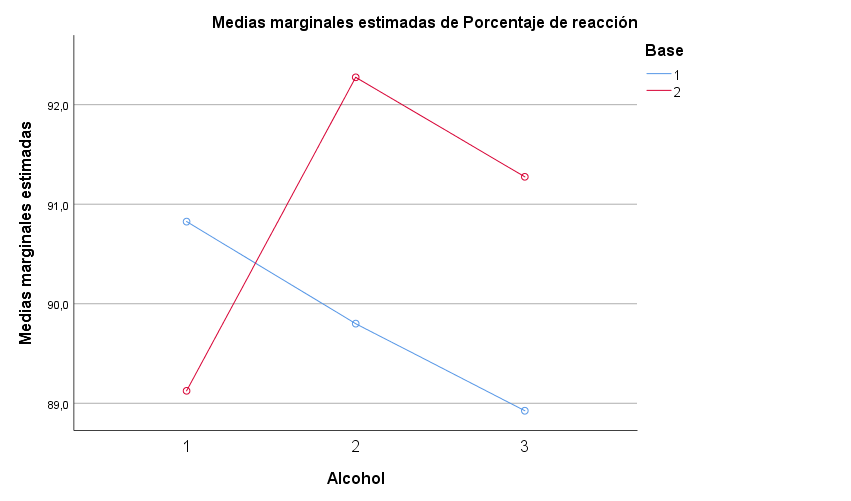 Medias marginales estimadas de Porcentaje de reacción
Base
1
2
Medias marginales estimadas
92,0
91,0
90,0
89,0
1 2 3
Alcohol